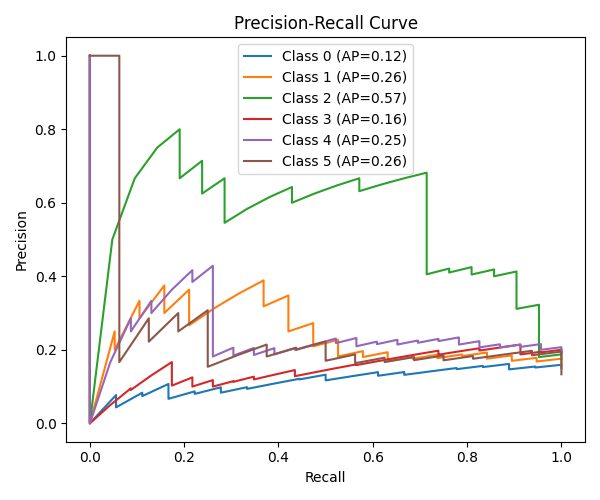 Precision-Recall Curve
Class 0 (AP=0.12)
Class 1 (AP=0.26)
Class 2 (AP=0.57)
Class 3 (AP=0.16)
Class 4 (AP=0.25)
Class 5 (AP=0.26)
Precision
1.0
0.8
0.6
0.4
0.2
0.0
0.0 0.2 0.4 0.6 0.8 1.0
Recall